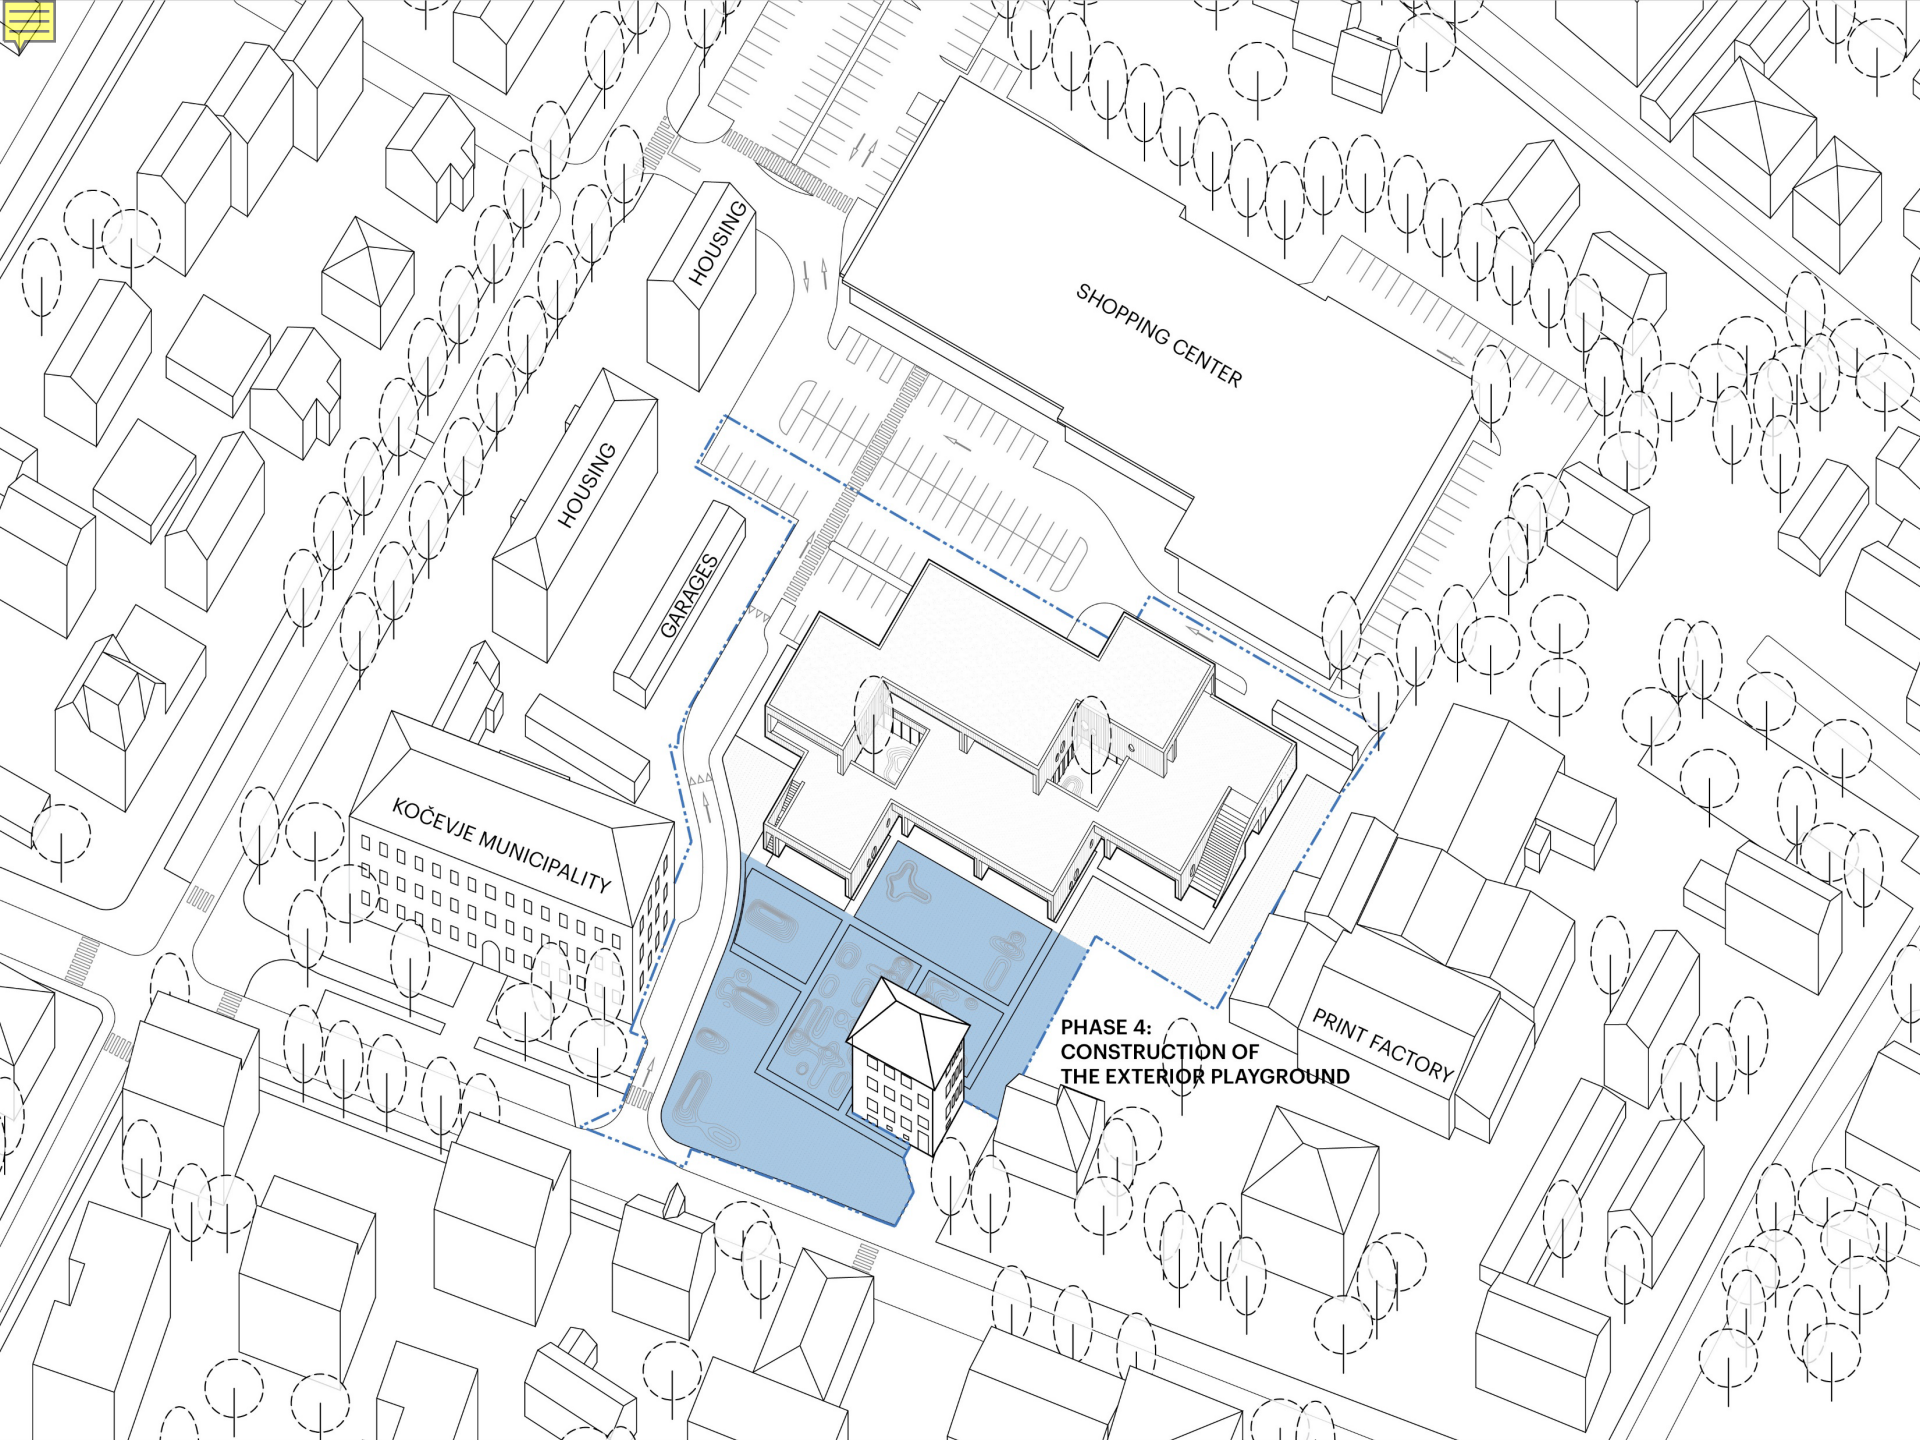 HOUSING
SHOPPING CENTER
HOUSING
GARAGES
KOČEVJE MUNICIPALITY
PHASE 4:
CONSTRUCTION OF
THE EXTERIOR PLAYGROUND
PRINT FACTORY